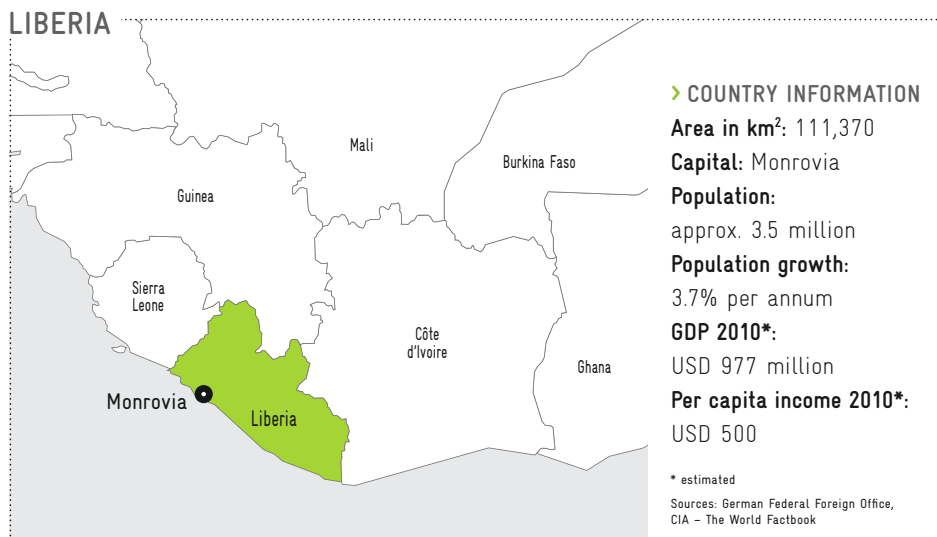 LIBERIA
Mali
Burkina Faso
Guinea
Sierra
Leone
Côte
d'Ivoire
Ghana
Monrovia
Liberia
› COUNTRY INFORMATION
Area in km²: 111,370
Capital: Monrovia
Population:
approx. 3.5 million
Population growth:
3.7% per annum
GDP 2010*:
USD 977 million
Per capita income 2010*:
USD 500
* estimated
Sources: German Federal Foreign Office,
CIA – The World Factbook